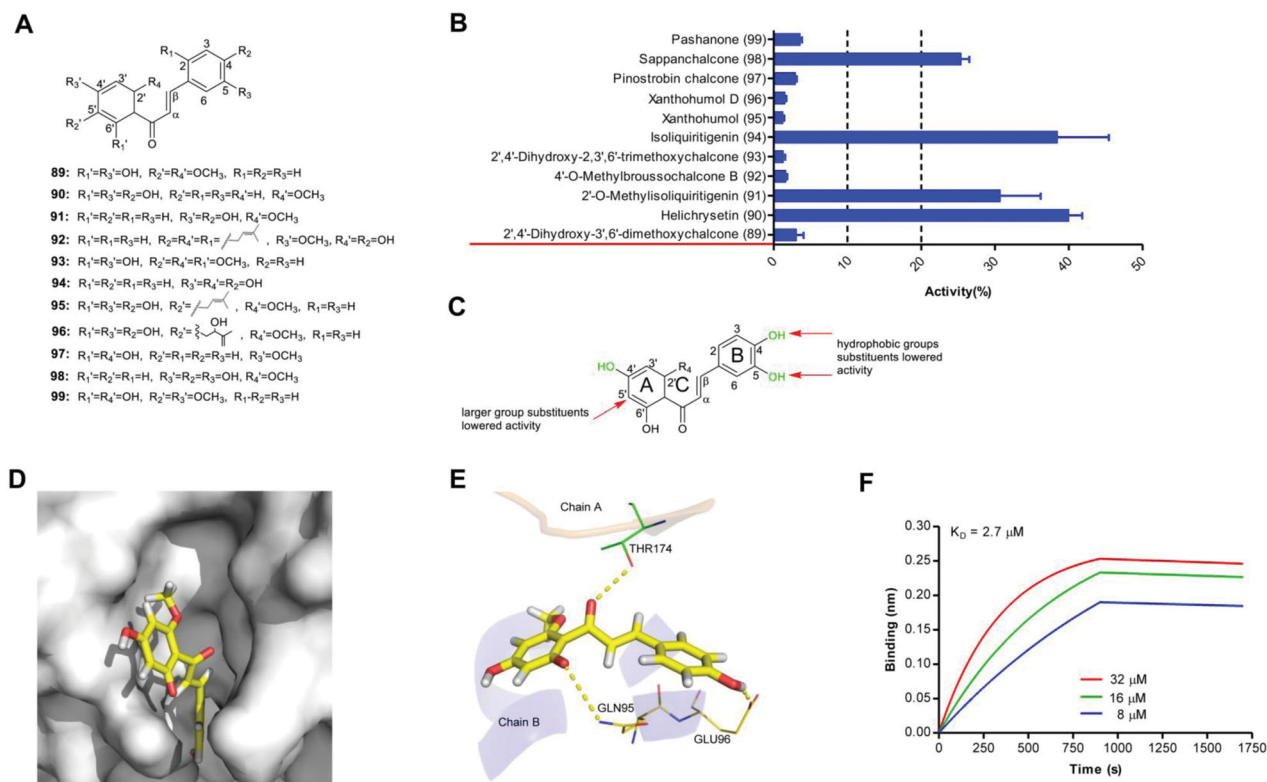 A
R₁
3
R₂
2
4
R₃'
4'
3'
R₄
5
R₃
2'
β
6
R₂'
5'
6'
α
R₁'
O
89: R₁'=R₃'=OH, R₂'=R₄'=OCH₃, R₁=R₂=R₃=H
90: R₁'=R₃'=R₂=OH, R₂'=R₁=R₃=R₄'=H, R₄'=OCH₃
91: R₁'=R₂'=R₁=R₃=H, R₃'=R₂=OH, R₄'=OCH₃
92: R₁'=R₁=R₃=H, R₂=R₄'=R₁= , R₃'=OCH₃, R₄'=R₂=OH
93: R₁'=R₃'=OH, R₂'=R₄'=R₁'=OCH₃, R₂=R₃=H
94: R₁'=R₂'=R₁=R₃=H, R₃'=R₄'=R₂=OH
95: R₁'=R₃'=R₂=OH, R₂'= , R₄'=OCH₃, R₁=R₃=H
OH
96: R₁'=R₃'=R₂=OH, R₂'= , R₄'=OCH₃, R₁=R₃=H
97: R₁'=R₄'=OH, R₂'=R₁=R₂=R₃=H, R₃'=OCH₃
98: R₁'=R₂'=R₁=H, R₃'=R₂=R₃=OH, R₄'=OCH₃
99: R₁'=R₄'=OH, R₂'=R₃'=OCH₃, R₁-R₂=R₃=H
B
Pashanone (99)
Sappanchalcone (98)
Pinostrobin chalcone (97)
Xanthohumol D (96)
Xanthohumol (95)
Isoliquiritigenin (94)
2',4'-Dihydroxy-2,3',6'-trimethoxychalcone (93)
4'-O-Methylbroussochalcone B (92)
2'-O-Methylisoliquiritigenin (91)
Helichrysetin (90)
2',4'-Dihydroxy-3',6'-dimethoxychalcone (89)
0 10 20 30 40 50
Activity(%)
C
3
OH
2
B
4
HO
4'
3'
R₄
5
OH
A
2'
C
β
6
5'
6'
α
OH
O
hydrophobic groups
substituents lowered
activity
larger group substituents
lowered activity
D
E
Chain A
THR174
GLN95
Chain B
GLU96
F
K_D = 2.7 μM
Binding (nm)
0.30
0.25
0.20
0.15
0.10
0.05
0.00
32 μM
16 μM
8 μM
0 250 500 750 1000 1250 1500 1750
Time (s)